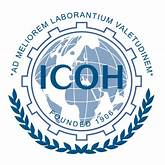 "AD MELIOREM LABORANTIUM VALETUDINEM"
ICOH
FOUNDED 1906